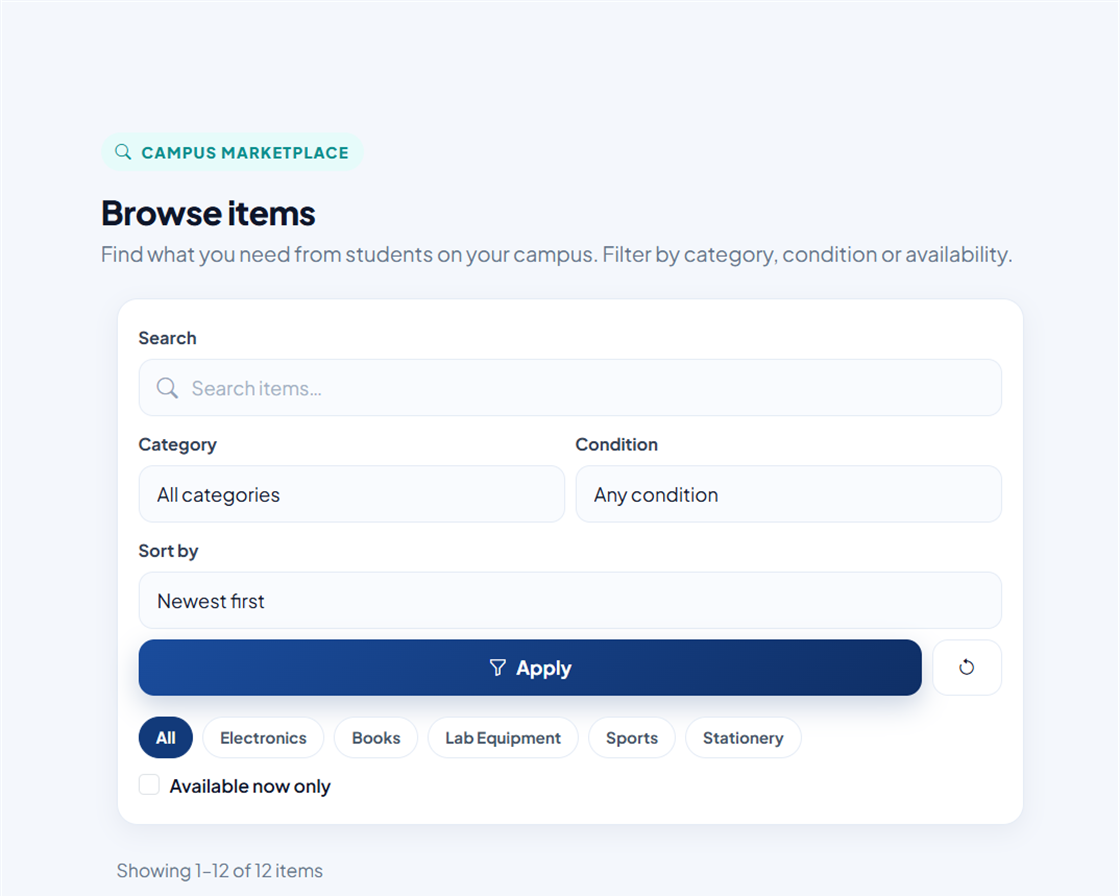 CAMPUS MARKETPLACE
Browse items
Find what you need from students on your campus. Filter by category, condition or availability.
Search
Search items...
Category Condition
All categories Any condition
Sort by
Newest first
Apply
All Electronics Books Lab Equipment Sports Stationery
Available now only
Showing 1–12 of 12 items